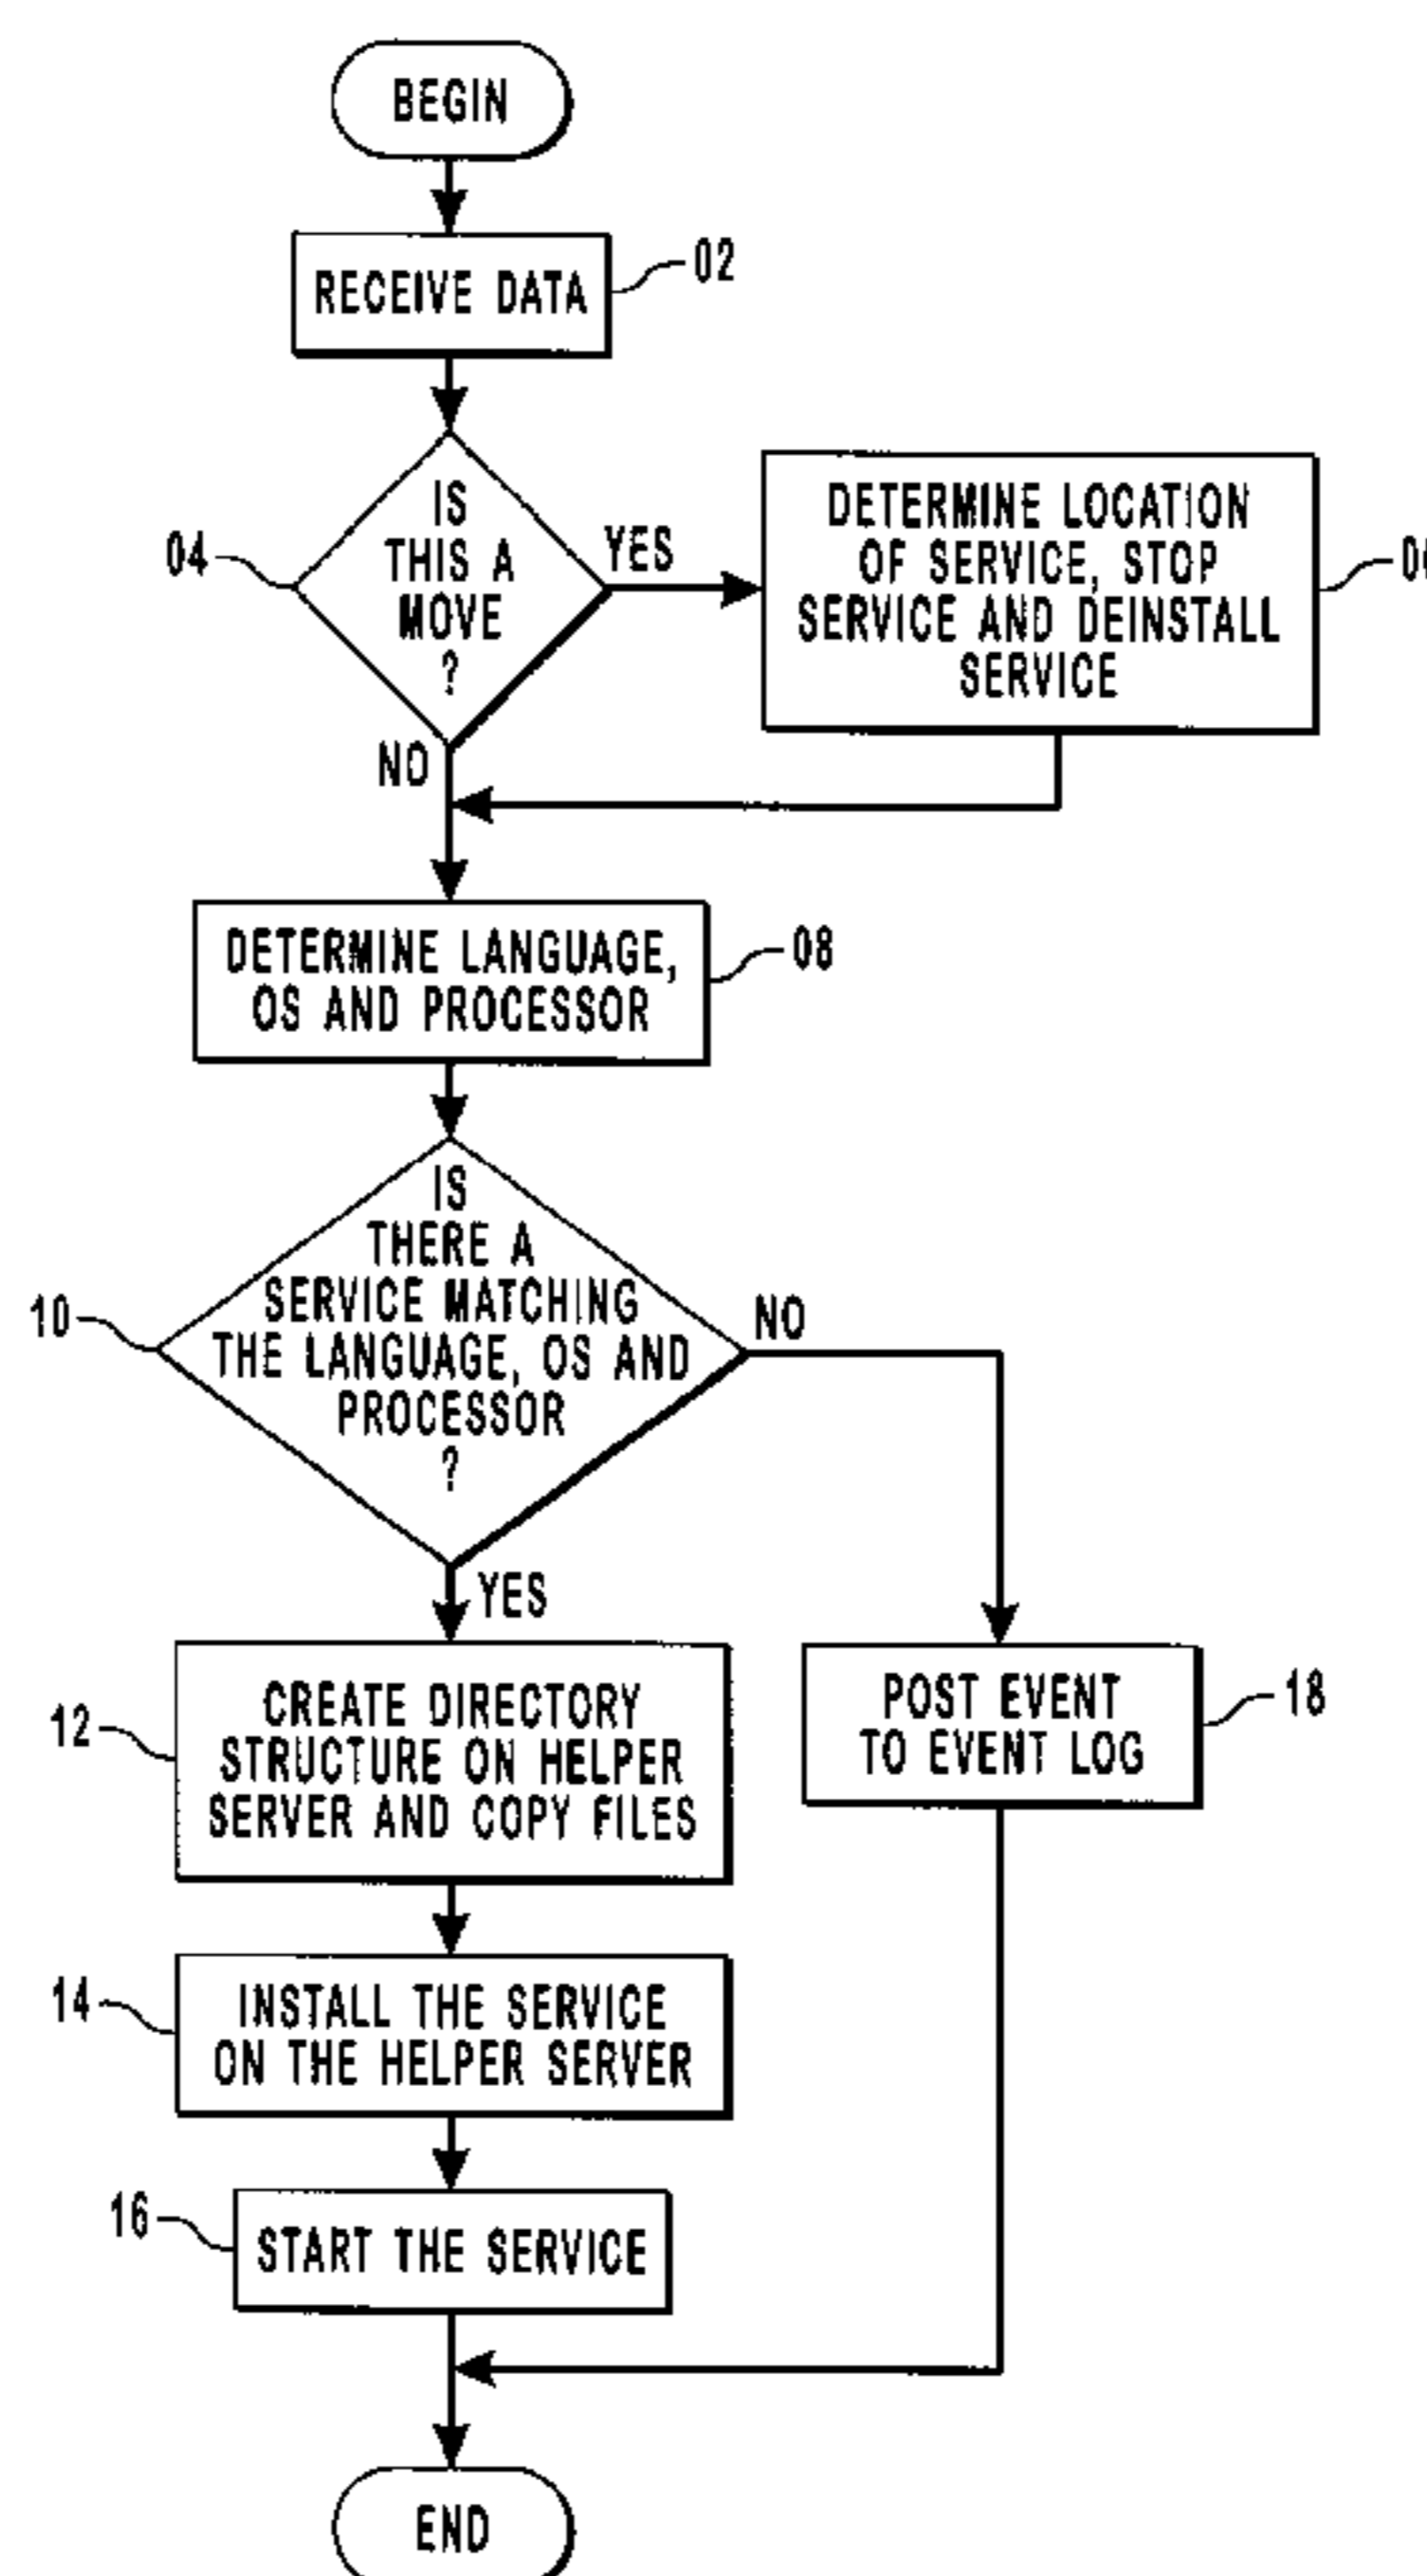 BEGIN
RECEIVE DATA
02
IS
THIS A
MOVE
?
04
YES
NO
DETERMINE LOCATION
OF SERVICE, STOP
SERVICE AND DEINSTALL
SERVICE
DETERMINE LANGUAGE,
OS AND PROCESSOR
08
IS
THERE A
SERVICE MATCHING
THE LANGUAGE, OS AND
PROCESSOR
?
10
NO
YES
CREATE DIRECTORY
STRUCTURE ON HELPER
SERVER AND COPY FILES
12
POST EVENT
TO EVENT LOG
18
INSTALL THE SERVICE
ON THE HELPER SERVER
14
START THE SERVICE
16
END